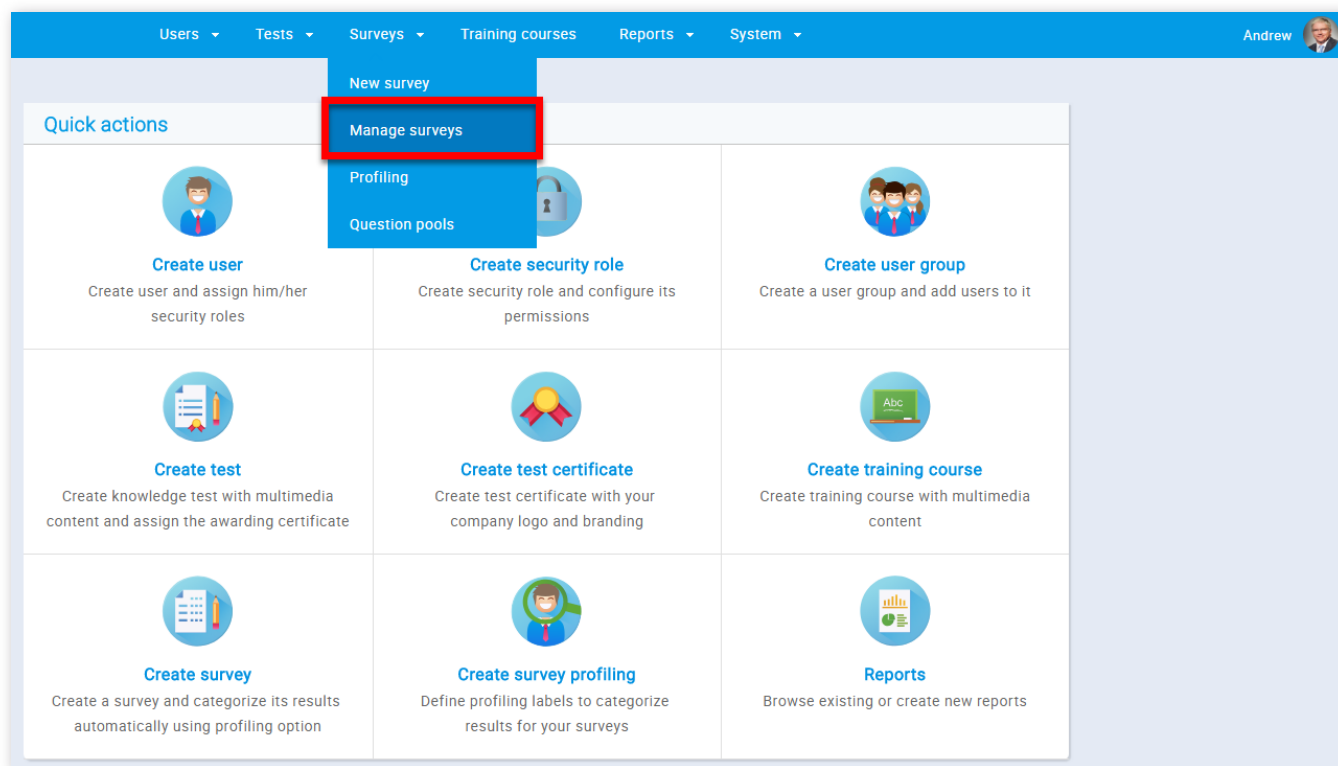 Users Tests Surveys Training courses Reports System Andrew
New survey
Manage surveys
Profiling
Question pools
Quick actions
Create user
Create user and assign him/her
security roles
Create security role
Create security role and configure its
permissions
Create user group
Create a user group and add users to it
Create test
Create knowledge test with multimedia
content and assign the awarding certificate
Create test certificate
Create test certificate with your
company logo and branding
Abc
Create training course
Create training course with multimedia
content
Create survey
Create a survey and categorize its results
automatically using profiling option
Create survey profiling
Define profiling labels to categorize
results for your surveys
Reports
Browse existing or create new reports